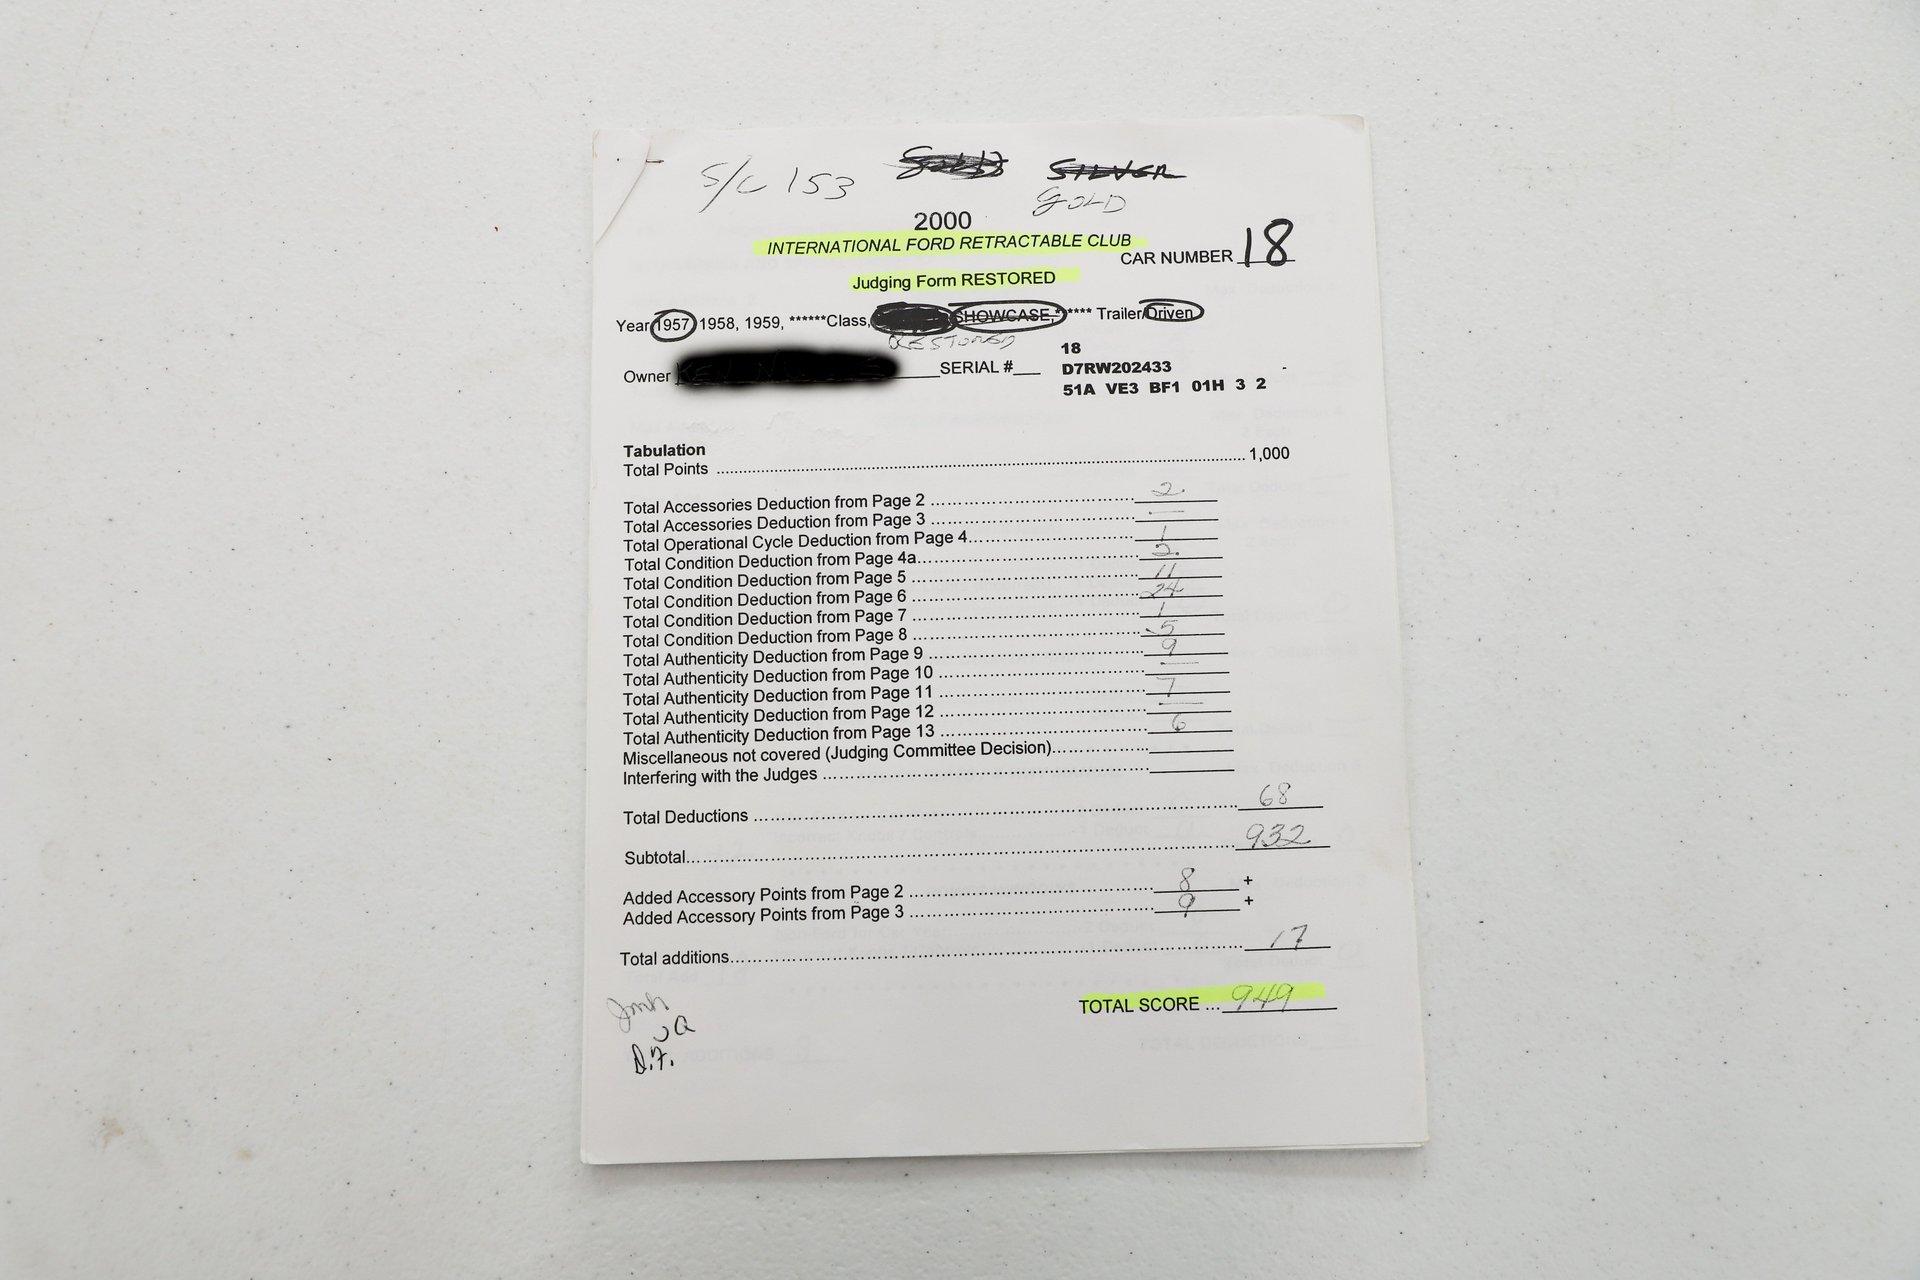 S/C 153 SILVER
GOLD
2000
INTERNATIONAL FORD RETRACTABLE CLUB
CAR NUMBER 18
Judging Form RESTORED
Year 1957, 1958, 1959, ******Class, SHOWCASE,****** Trailer/Driven
RESTORED
Owner SERIAL #___ 18
D7RW202433
51A VE3 BF1 01H 3 2
Tabulation
Total Points ........ 1,000
Total Accessories Deduction from Page 2 ........ 2
Total Accessories Deduction from Page 3 ........ —
Total Operational Cycle Deduction from Page 4........ 1
Total Condition Deduction from Page 4a........ 2
Total Condition Deduction from Page 5 ........ 11
Total Condition Deduction from Page 6 ........ 24
Total Condition Deduction from Page 7 ........ 1
Total Condition Deduction from Page 8 ........ 5
Total Authenticity Deduction from Page 9 ........ 9
Total Authenticity Deduction from Page 10 ........ —
Total Authenticity Deduction from Page 11 ........ 7
Total Authenticity Deduction from Page 12 ........ —
Total Authenticity Deduction from Page 13 ........ 6
Miscellaneous not covered (Judging Committee Decision)........
Interfering with the Judges ........
Total Deductions ........ 68
Subtotal........ 932
Added Accessory Points from Page 2 ........ 8 +
Added Accessory Points from Page 3 ........ 9 +
Total additions........ 17
TOTAL SCORE ... 949
D.F.